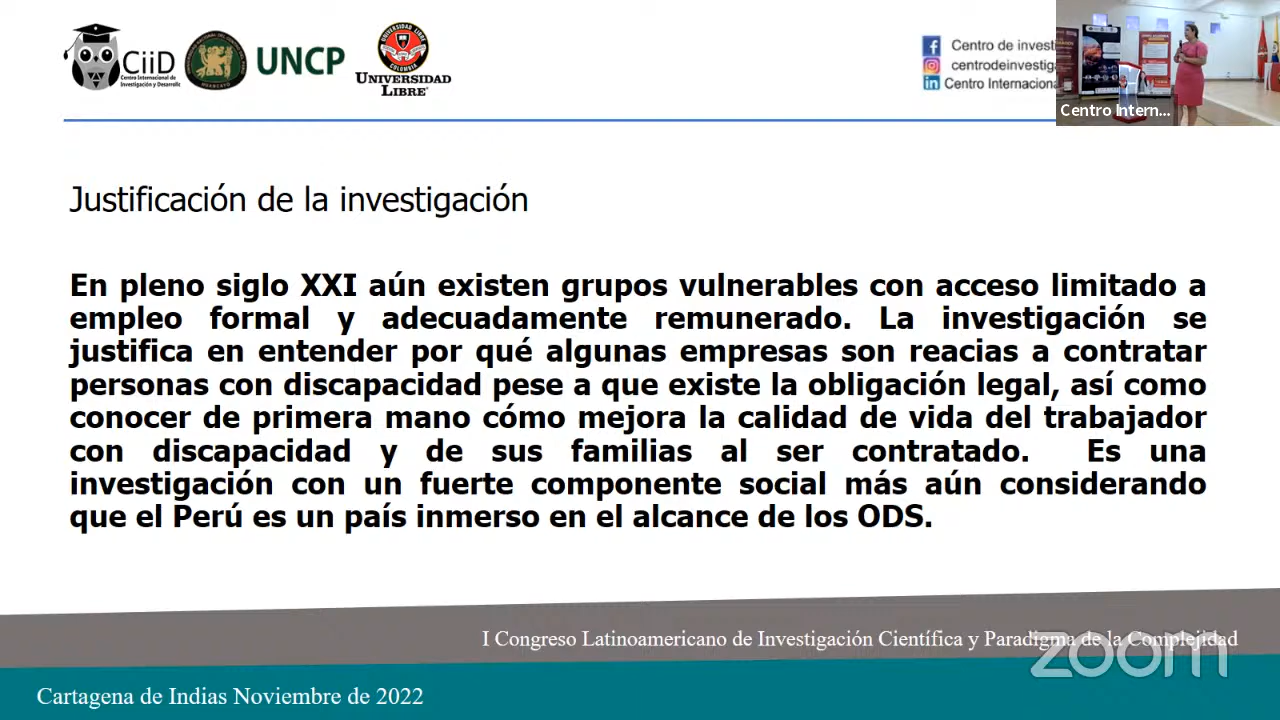 CiiD
Centro Internacional de
Investigación y Desarrollo
UNCP
UNIVERSIDAD LIBRE
COLOMBIA
UNIVERSIDAD
LIBRE
Centro de invest
centrodeinvestig
Centro Internaciona
Centro Intern...
Justificación de la investigación
En pleno siglo XXI aún existen grupos vulnerables con acceso limitado a
empleo formal y adecuadamente remunerado. La investigación se
justifica en entender por qué algunas empresas son reacias a contratar
personas con discapacidad pese a que existe la obligación legal, así como
conocer de primera mano cómo mejora la calidad de vida del trabajador
con discapacidad y de sus familias al ser contratado. Es una
investigación con un fuerte componente social más aún considerando
que el Perú es un país inmerso en el alcance de los ODS.
I Congreso Latinoamericano de Investigación Científica y Paradigma de la Complejidad
zoom
Cartagena de Indias Noviembre de 2022